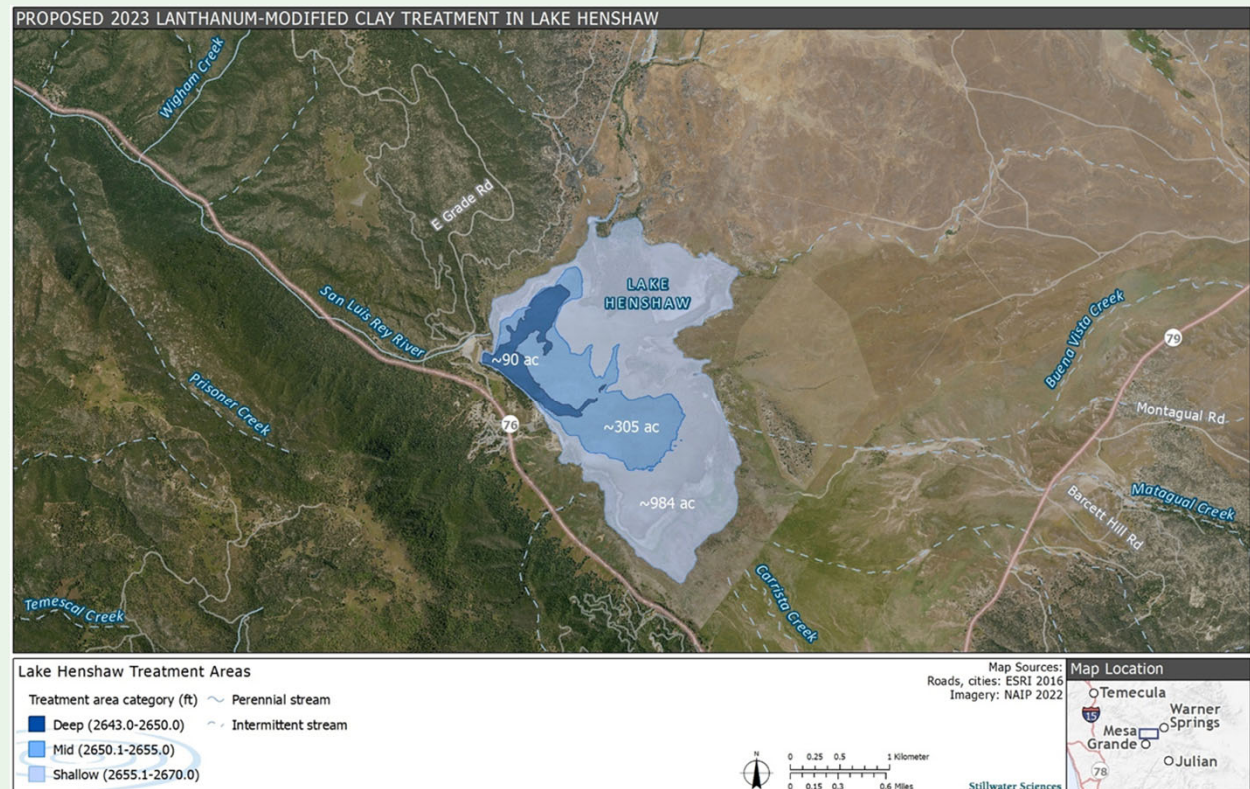 PROPOSED 2023 LANTHANUM-MODIFIED CLAY TREATMENT IN LAKE HENSHAW
Wigham Creek
E Grade Rd
LAKE
HENSHAW
San Luis Rey River
Buena Vista Creek
79
~90 ac
Prisoner Creek
Montagual Rd
76
~305 ac
~984 ac
Matagual Creek
Barcett Hill Rd
Carrista Creek
Temescal Creek
Lake Henshaw Treatment Areas
Treatment area category (ft)
Deep (2643.0-2650.0)
Mid (2650.1-2655.0)
Shallow (2655.1-2670.0)
Perennial stream
Intermittent stream
N
0 0.25 0.5 1 Kilometer
0 0.15 0.3 0.6 Miles
Map Sources:
Roads, cities: ESRI 2016
Imagery: NAIP 2022
Stillwater Sciences
Map Location
Temecula
15
Warner
Springs
Mesa
Grande
Julian
78